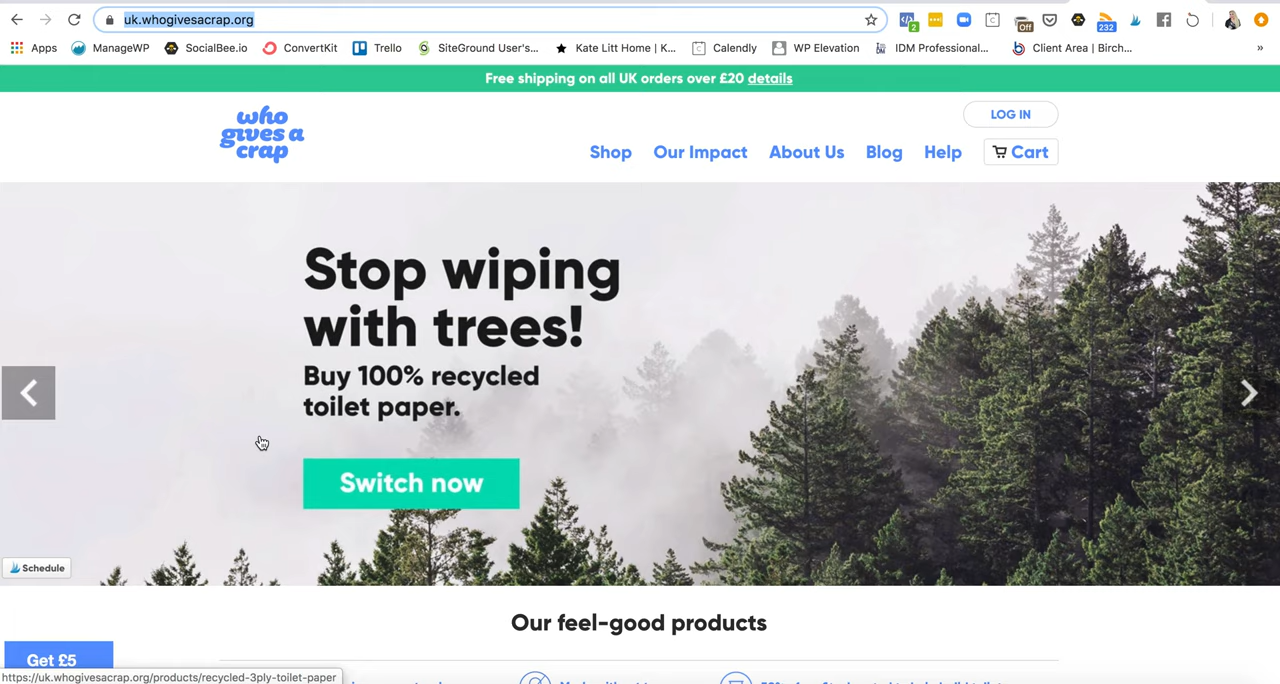 uk.whogivesacrap.org
2
Off
232
Apps
ManageWP
SocialBee.io
ConvertKit
Trello
SiteGround User's...
Kate Litt Home | K...
Calendly
WP Elevation
IDM Professional...
Client Area | Birch...
»
Free shipping on all UK orders over £20 details
who
gives a
crap
LOG IN
Shop
Our Impact
About Us
Blog
Help
Cart
Stop wiping
with trees!
Buy 100% recycled
toilet paper.
Switch now
Schedule
Our feel-good products
Get £5
https://uk.whogivesacrap.org/products/recycled-3ply-toilet-paper